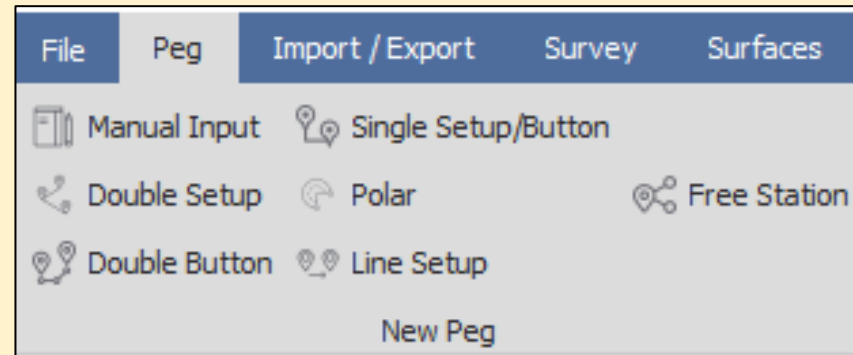 File Peg Import / Export Survey Surfaces
Manual Input Single Setup/Button
Double Setup Polar Free Station
Double Button Line Setup
New Peg